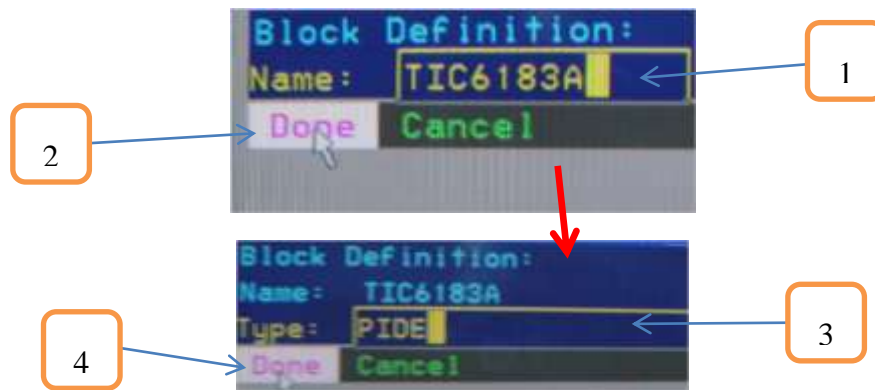 Block Definition:
Name: TIC6183A
1
Done Cancel
2
Block Definition:
Name: TIC6183A
Type: PIDE
3
Done Cancel
4